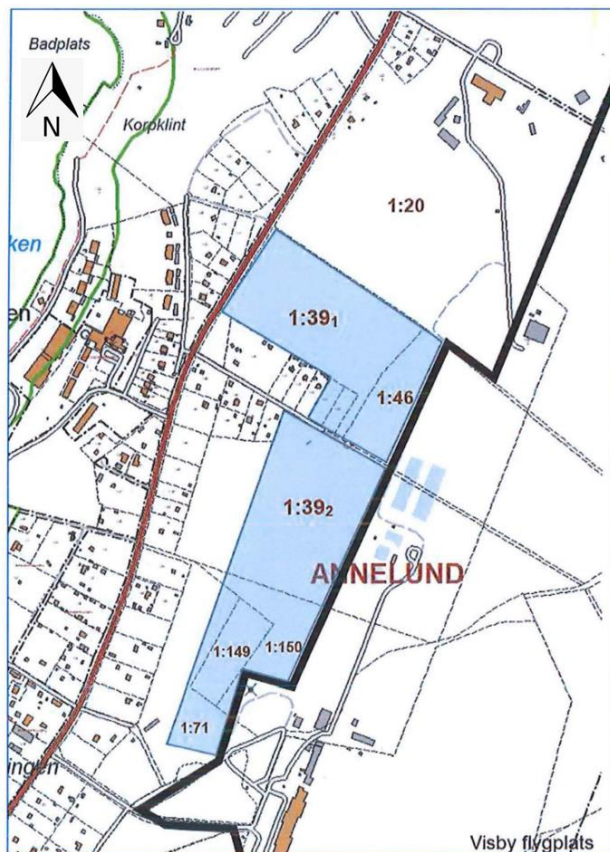 Badplats
N
Korpklint
1:20
ken
en
1:39₁
1:46
1:39₂
ANNELUND
1:149
1:150
1:71
ingen
Visby flygplats